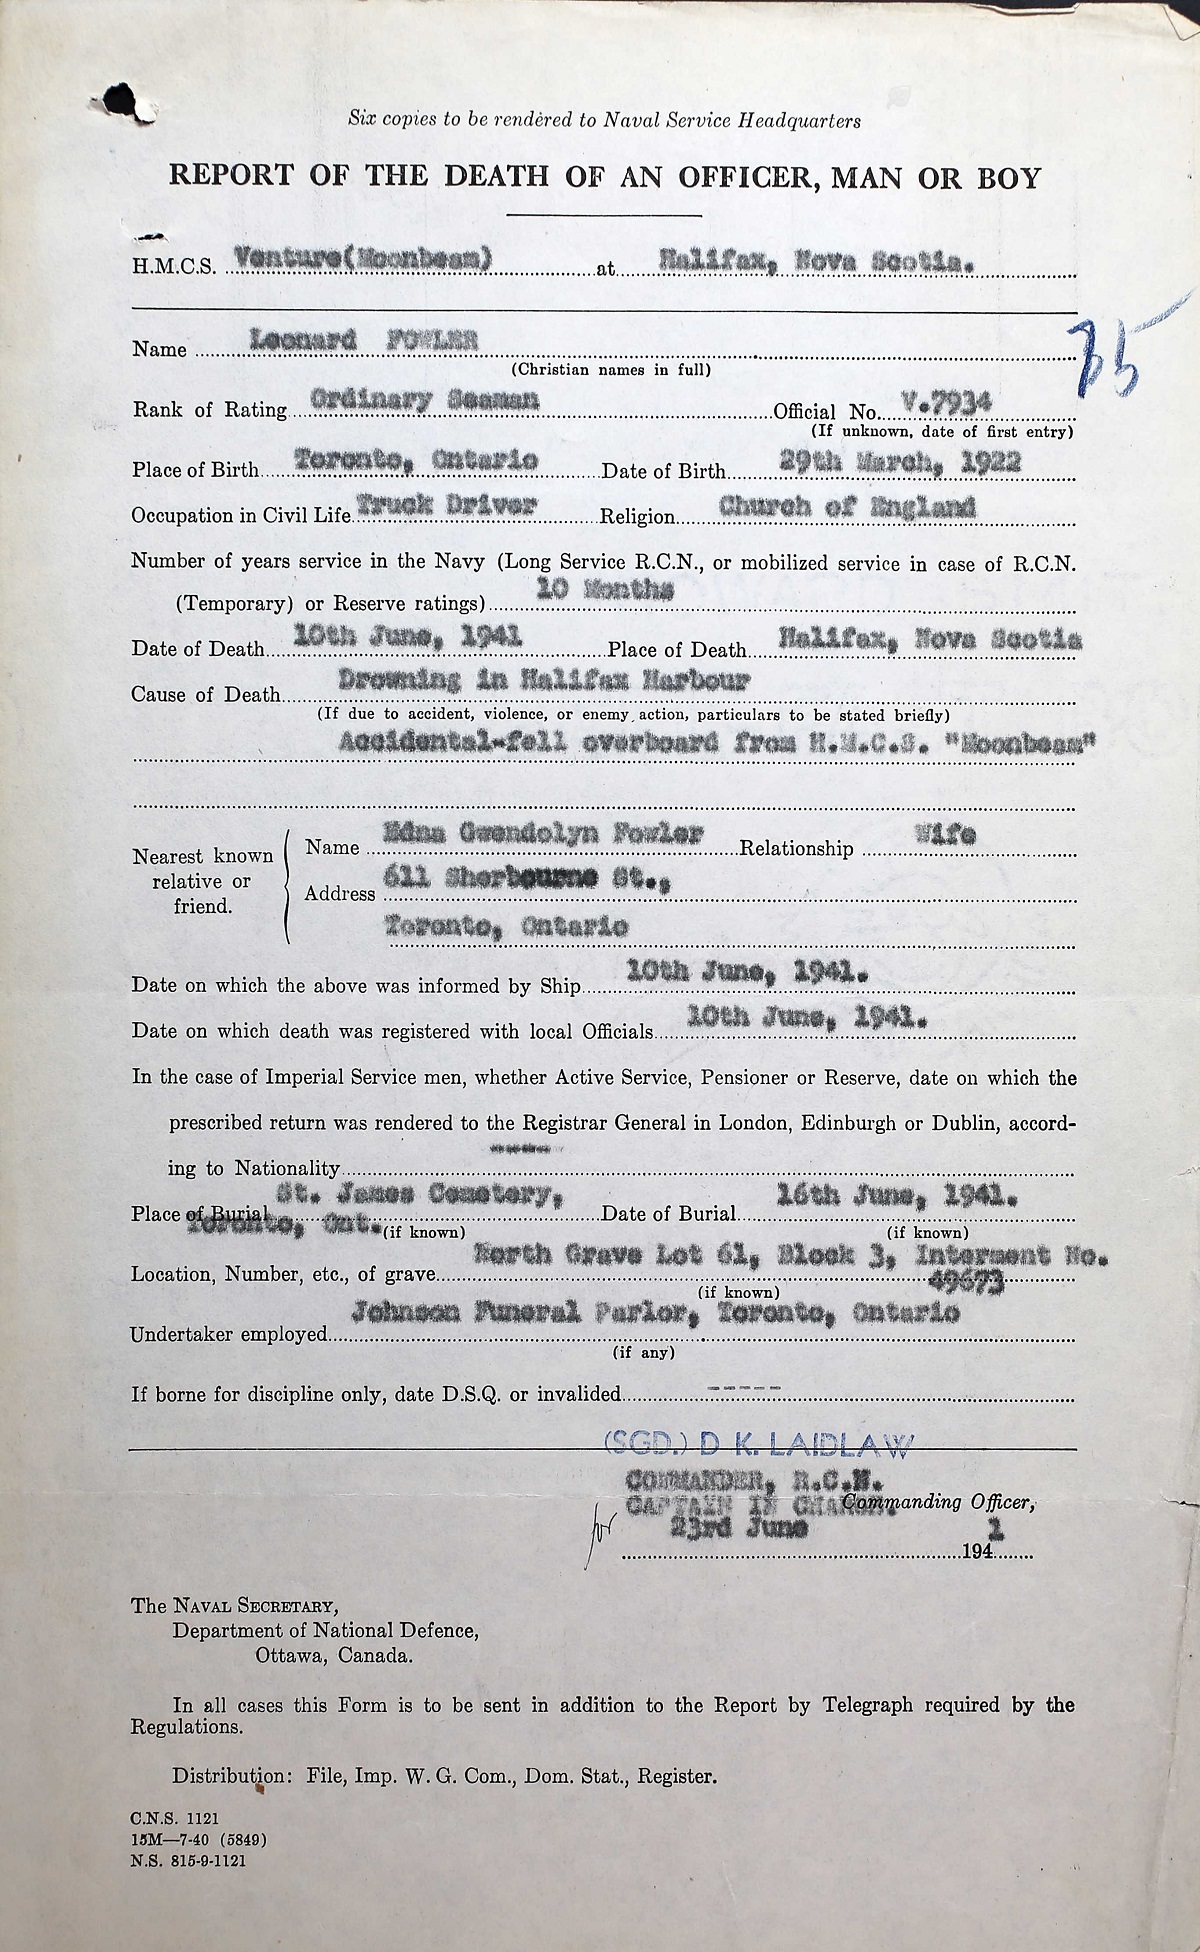 Six copies to be rendered to Naval Service Headquarters
REPORT OF THE DEATH OF AN OFFICER, MAN OR BOY
H.M.C.S. Venture(Moonbeam) at Halifax, Nova Scotia.
35
Name Leonard FOWLER
(Christian names in full)
Rank of Rating Ordinary Seaman Official No. V.7934
(If unknown, date of first entry)
Place of Birth Toronto, Ontario Date of Birth 29th March, 1922
Occupation in Civil Life Truck Driver Religion Church of England
Number of years service in the Navy (Long Service R.C.N., or mobilized service in case of R.C.N.
(Temporary) or Reserve ratings) 10 Months
Date of Death 10th June, 1941 Place of Death Halifax, Nova Scotia
Cause of Death Drowning in Halifax Harbour
(If due to accident, violence, or enemy action, particulars to be stated briefly)
Accidental-fell overboard from H.M.C.S. "Moonbeam"
Nearest known relative or friend.
Name Edna Gwendolyn Fowler Relationship Wife
Address 611 Sherbourne St.,
Toronto, Ontario
Date on which the above was informed by Ship 10th June, 1941.
Date on which death was registered with local Officials 10th June, 1941.
In the case of Imperial Service men, whether Active Service, Pensioner or Reserve, date on which the
prescribed return was rendered to the Registrar General in London, Edinburgh or Dublin, accord-
ing to Nationality -----
Place of Burial St. James Cemetery, Date of Burial 16th June, 1941.
Toronto, Ont. (if known) (if known)
Location, Number, etc., of grave North Grave Lot 61, Block 3, Interment No.
49673
(if known)
Undertaker employed Johnson Funeral Parlor, Toronto, Ontario
(if any)
If borne for discipline only, date D.S.Q. or invalided -----
(SGD.) D K. LAIDLAW
COMMANDER, R.C.N.
CAPTAIN IN CHARGE. Commanding Officer,
for 23rd June 1941
The NAVAL SECRETARY,
Department of National Defence,
Ottawa, Canada.
In all cases this Form is to be sent in addition to the Report by Telegraph required by the
Regulations.
Distribution: File, Imp. W. G. Com., Dom. Stat., Register.
C.N.S. 1121
15M—7-40 (5849)
N.S. 815-9-1121